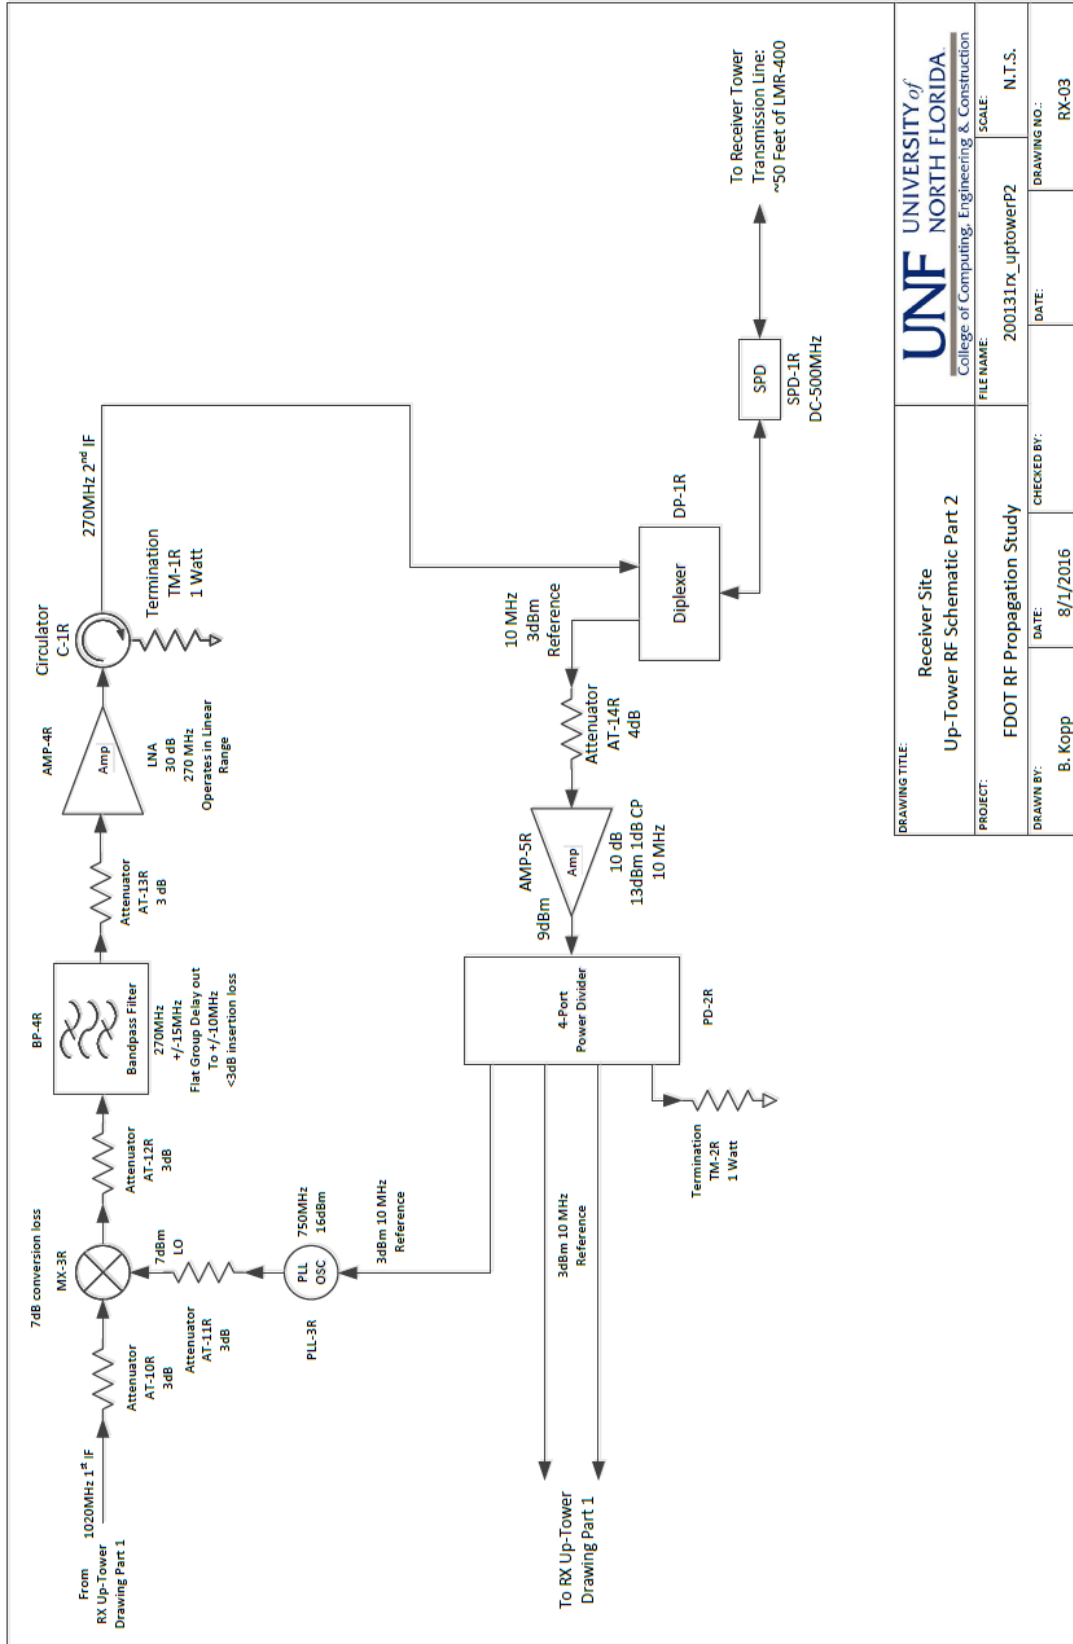 From
RX Up-Tower
Drawing Part 1
1020MHz 1st IF
Attenuator
AT-10R
3dB
7dB conversion loss
MX-3R
7dBm
LO
Attenuator
AT-11R
3dB
PLL
OSC
750MHz
16dBm
PLL-3R
3dBm 10 MHz
Reference
Attenuator
AT-12R
3dB
BP-4R
Bandpass Filter
270MHz
+/-15MHz
Flat Group Delay out
To +/-10MHz
<3dB insertion loss
Attenuator
AT-13R
3 dB
AMP-4R
Amp
LNA
30 dB
270 MHz
Operates in Linear
Range
Circulator
C-1R
Termination
TM-1R
1 Watt
270MHz 2nd IF
To RX Up-Tower
Drawing Part 1
3dBm 10 MHz
Reference
Termination
TM-2R
1 Watt
4-Port
Power Divider
PD-2R
9dBm
AMP-5R
Amp
10 dB
13dBm 1dB CP
10 MHz
Attenuator
AT-14R
4dB
10 MHz
3dBm
Reference
Diplexer
DP-1R
SPD
SPD-1R
DC-500MHz
To Receiver Tower
Transmission Line:
~50 Feet of LMR-400
DRAWING TITLE:
Receiver Site
Up-Tower RF Schematic Part 2
UNF UNIVERSITY of
NORTH FLORIDA.
College of Computing, Engineering & Construction
PROJECT:
FDOT RF Propagation Study
FILE NAME:
200131rx_uptowerP2
SCALE:
N.T.S.
DRAWN BY:
B. Kopp
DATE:
8/1/2016
CHECKED BY:
DATE:
DRAWING NO.:
RX-03